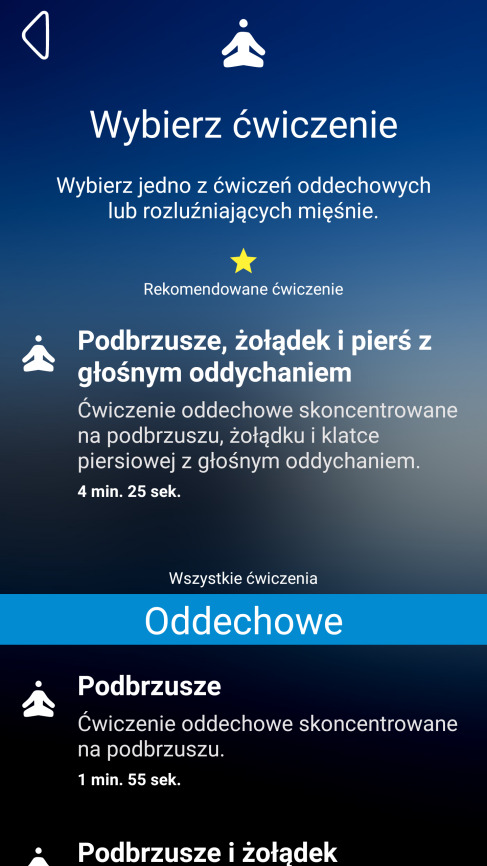 Wybierz ćwiczenie
Wybierz jedno z ćwiczeń oddechowych
lub rozluźniających mięśnie.
Rekomendowane ćwiczenie
Podbrzusze, żołądek i pierś z
głośnym oddychaniem
Ćwiczenie oddechowe skoncentrowane
na podbrzuszu, żołądku i klatce
piersiowej z głośnym oddychaniem.
4 min. 25 sek.
Wszystkie ćwiczenia
Oddechowe
Podbrzusze
Ćwiczenie oddechowe skoncentrowane
na podbrzuszu.
1 min. 55 sek.
Podbrzusze i żołądek